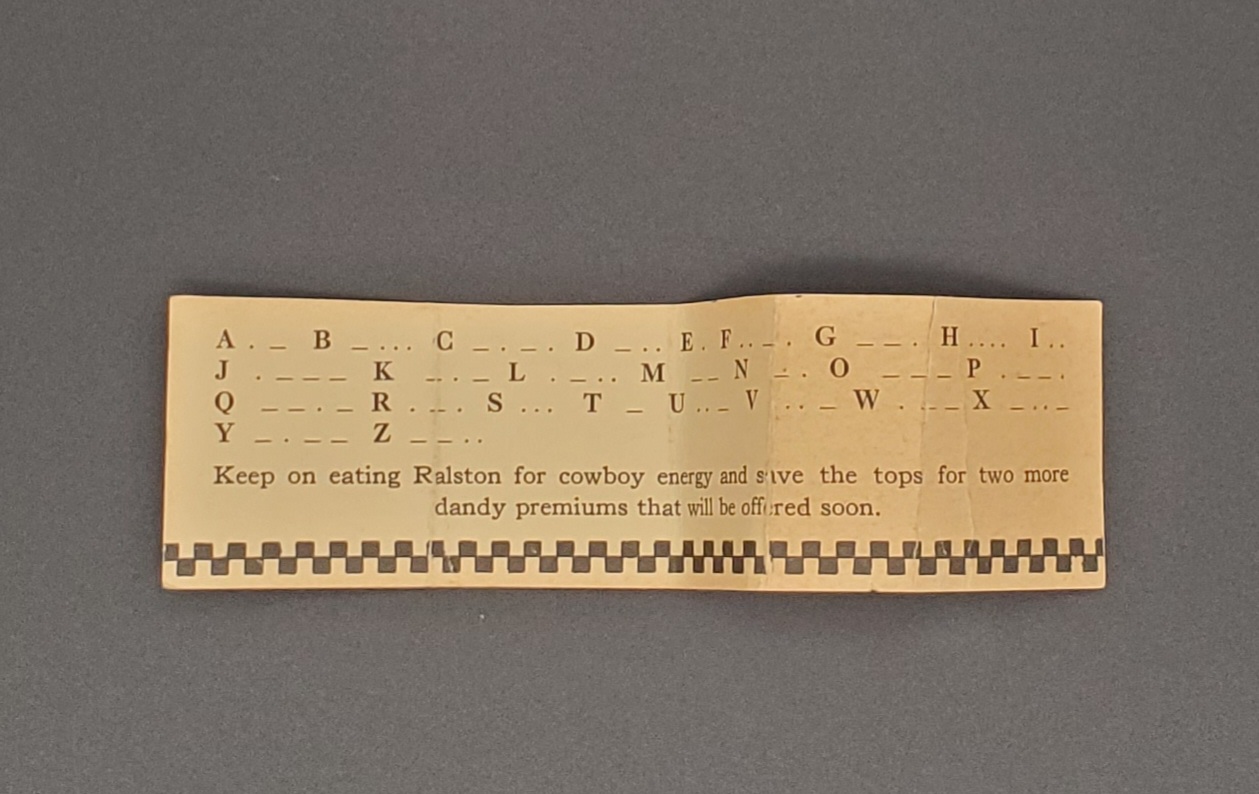 A . _ B _ . . . C _ . _ . D _ . . E . F . . _ . G _ _ . H . . . . I . .
J . _ _ _ K _ . _ L . _ . . M _ _ N _ . O _ _ _ P . _ _ .
Q _ _ . _ R . _ . S . . . T _ U . . _ V . . . _ W . _ _ X _ . . _
Y _ . _ _ Z _ _ . .
Keep on eating Ralston for cowboy energy and save the tops for two more
dandy premiums that will be offered soon.